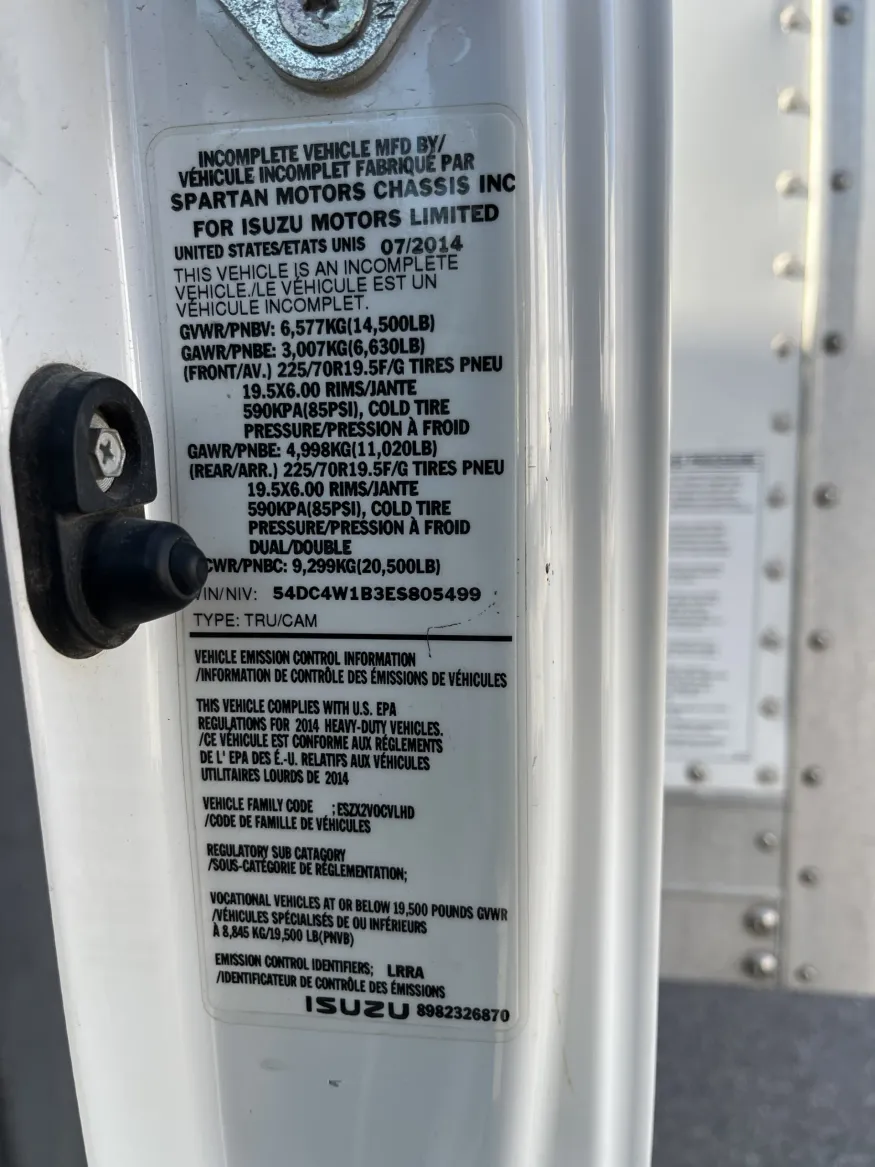 INCOMPLETE VEHICLE MFD BY/
VÉHICULE INCOMPLET FABRIQUÉ PAR
SPARTAN MOTORS CHASSIS INC
FOR ISUZU MOTORS LIMITED
UNITED STATES/ETATS UNIS 07/2014
THIS VEHICLE IS AN INCOMPLETE
VEHICLE./LE VÉHICULE EST UN
VÉHICULE INCOMPLET.
GVWR/PNBV: 6,577KG(14,500LB)
GAWR/PNBE: 3,007KG(6,630LB)
(FRONT/AV.) 225/70R19.5F/G TIRES PNEU
19.5X6.00 RIMS/JANTE
590KPA(85PSI), COLD TIRE
PRESSURE/PRESSION À FROID
GAWR/PNBE: 4,998KG(11,020LB)
(REAR/ARR.) 225/70R19.5F/G TIRES PNEU
19.5X6.00 RIMS/JANTE
590KPA(85PSI), COLD TIRE
PRESSURE/PRESSION À FROID
DUAL/DOUBLE
CWR/PNBC: 9,299KG(20,500LB)
VIN/NIV: 54DC4W1B3ES805499
TYPE: TRU/CAM
VEHICLE EMISSION CONTROL INFORMATION
/INFORMATION DE CONTRÔLE DES ÉMISSIONS DE VÉHICULES
THIS VEHICLE COMPLIES WITH U.S. EPA
REGULATIONS FOR 2014 HEAVY-DUTY VEHICLES.
/CE VÉHICULE EST CONFORME AUX RÉGLEMENTS
DE L' EPA DES É.-U. RELATIFS AUX VÉHICULES
UTILITAIRES LOURDS DE 2014
VEHICLE FAMILY CODE ;ESZX2VOCVLHD
/CODE DE FAMILLE DE VÉHICULES
REGULATORY SUB CATAGORY
/SOUS-CATÉGORIE DE RÉGLEMENTATION;
VOCATIONAL VEHICLES AT OR BELOW 19,500 POUNDS GVWR
/VÉHICULES SPÉCIALISÉS DE OU INFÉRIEURS
À 8,845 KG/19,500 LB(PNVB)
EMISSION CONTROL IDENTIFIERS; LRRA
/IDENTIFICATEUR DE CONTRÔLE DES ÉMISSIONS
ISUZU 8982326870